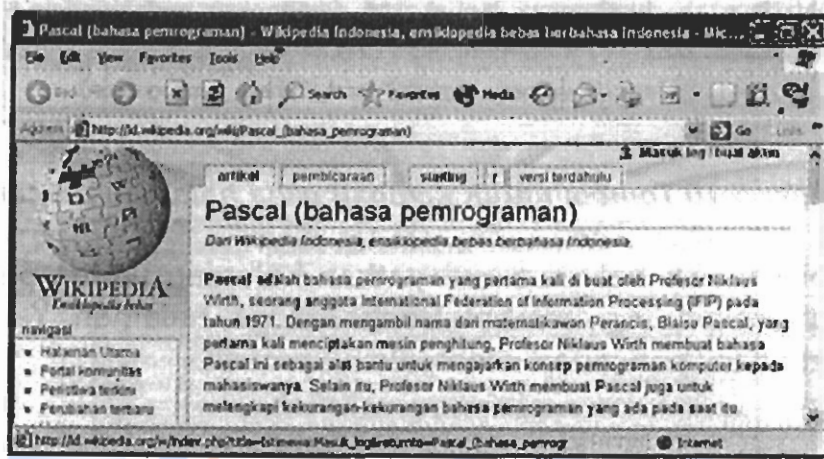 Pascal (bahasa pemrograman) - Wikipedia Indonesia, ensiklopedia bebas berbahasa Indonesia - Mic...
File Edit View Favorites Tools Help
Search Favorites Media
Address http://id.wikipedia.org/wiki/Pascal_(bahasa_pemrograman) Go Links
Masuk log / buat akun
artikel pembicaraan sunting r versi terdahulu
Pascal (bahasa pemrograman)
Dari Wikipedia Indonesia, ensiklopedia bebas berbahasa Indonesia.
Pascal adalah bahasa pemrograman yang pertama kali di buat oleh Profesor Niklaus
Wirth, seorang anggota International Federation of Information Processing (IFIP) pada
tahun 1971. Dengan mengambil nama dari matematikawan Perancis, Blaise Pascal, yang
pertama kali menciptakan mesin penghitung, Profesor Niklaus Wirth membuat bahasa
Pascal ini sebagai alat bantu untuk mengajarkan konsep pemrograman komputer kepada
mahasiswanya. Selain itu, Profesor Niklaus Wirth membuat Pascal juga untuk
melengkapi kekurangan-kekurangan bahasa pemrograman yang ada pada saat itu.
WIKIPEDIA
Ensiklopedia bebas
navigasi
Halaman Utama
Portal komunitas
Peristiwa terkini
Perubahan terbaru
Internet